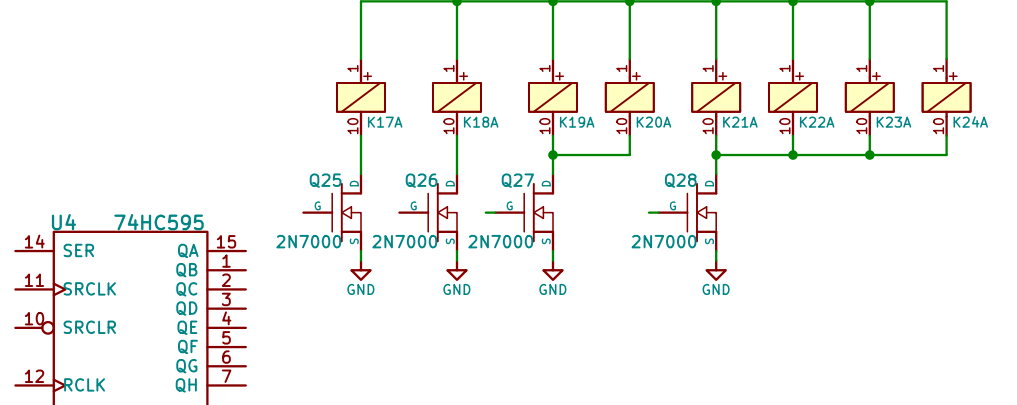 1 + 1 + 1 + 1 + 1 + 1 + 1 + 1 +
10 K17A 10 K18A 10 K19A 10 K20A 10 K21A 10 K22A 10 K23A 10 K24A
Q25 D Q26 D Q27 D Q28 D
G G G G
2N7000 S 2N7000 S 2N7000 S 2N7000 S
GND GND GND GND
U4 74HC595
14 SER QA 15
QB 1
11 SRCLK QC 2
QD 3
10 SRCLR QE 4
QF 5
QG 6
12 RCLK QH 7